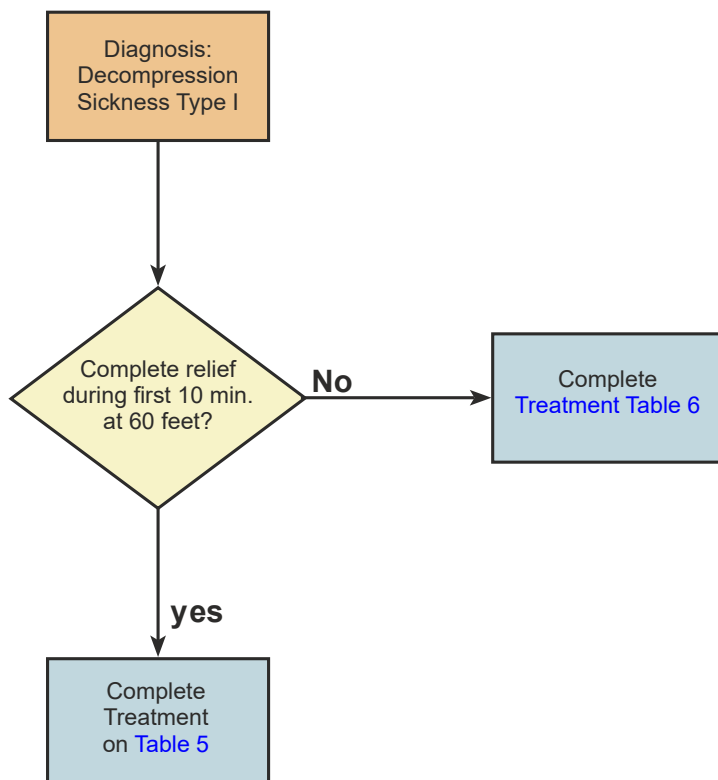 Diagnosis:
Decompression
Sickness Type I
Complete relief
during first 10 min.
at 60 feet?
No
Complete
Treatment Table 6
yes
Complete
Treatment
on Table 5